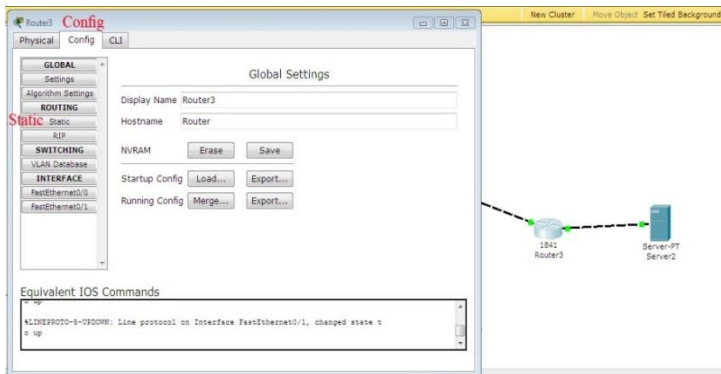 Router3 Config
New Cluster Move Object Set Tiled Background
Physical Config CLI
GLOBAL
Settings
Algorithm Settings
ROUTING
Static Static
RIP
SWITCHING
VLAN Database
INTERFACE
FastEthernet0/0
FastEthernet0/1
Global Settings
Display Name Router3
Hostname Router
NVRAM Erase Save
Startup Config Load... Export...
Running Config Merge... Export...
Equivalent IOS Commands
o up
%LINEPROTO-5-UPDOWN: Line protocol on Interface FastEthernet0/1, changed state t
o up
1841
Router3
Server-PT
Server2